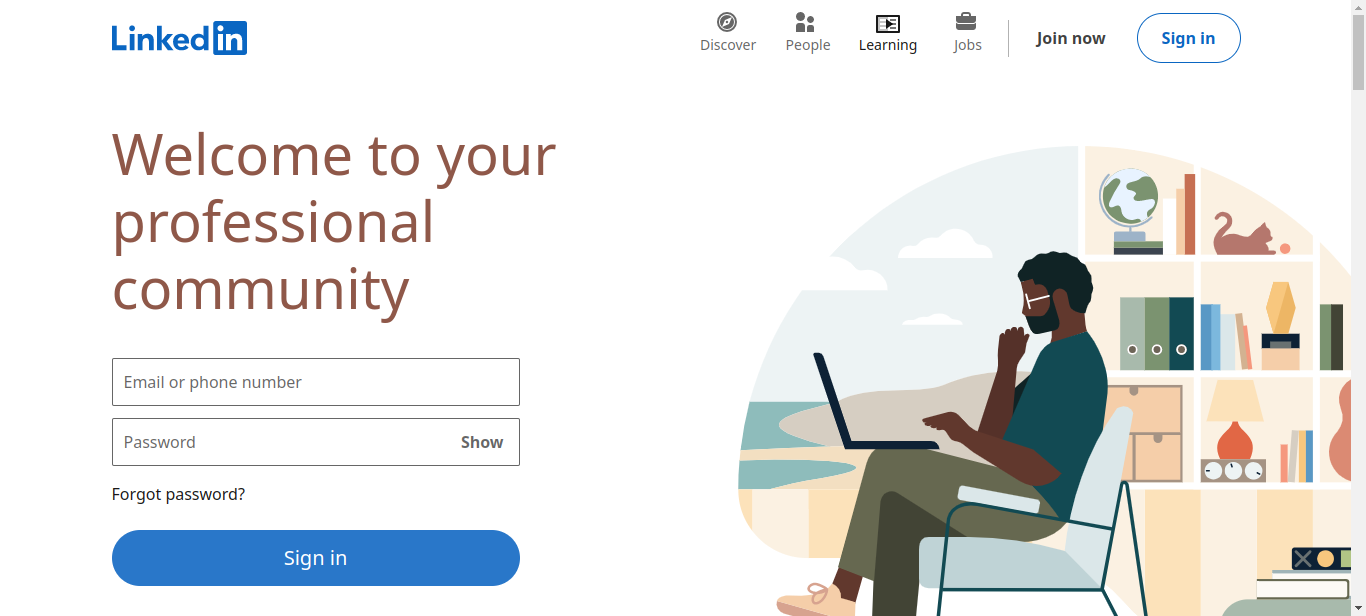 LinkedIn
Discover
People
Learning
Jobs
Join now
Sign in
Welcome to your
professional
community
Email or phone number
Password
Show
Forgot password?
Sign in